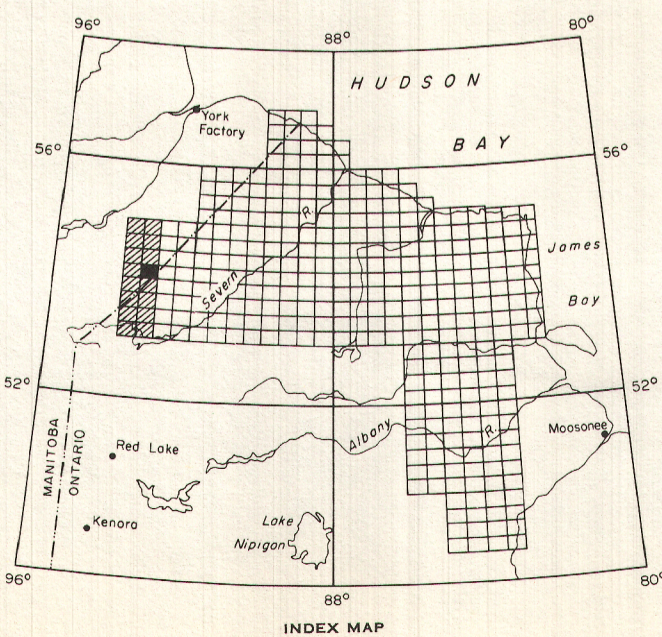 96°
88°
80°
HUDSON
BAY
York
Factory
56°
56°
Severn R.
James
Bay
52°
52°
MANITOBA
ONTARIO
Red Lake
Albany R.
Moosonee
Kenora
Lake
Nipigon
96°
88°
80°
INDEX MAP